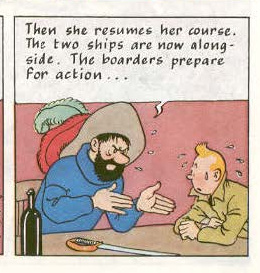 Then she resumes her course.
The two ships are now along-
side. The boarders prepare
for action...